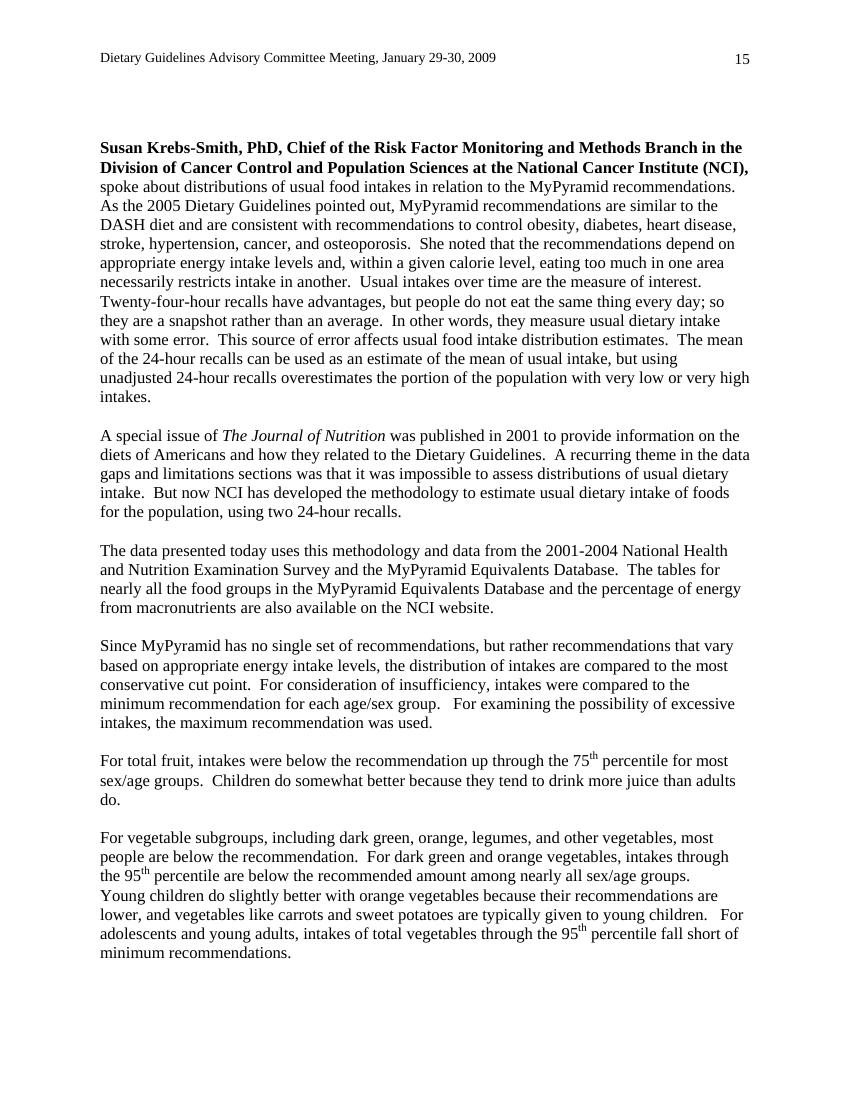 Dietary Guidelines Advisory Committee Meeting, January 29-30, 2009
15
Susan Krebs-Smith, PhD, Chief of the Risk Factor Monitoring and Methods Branch in the
Division of Cancer Control and Population Sciences at the National Cancer Institute (NCI),
spoke about distributions of usual food intakes in relation to the MyPyramid recommendations.
As the 2005 Dietary Guidelines pointed out, MyPyramid recommendations are similar to the
DASH diet and are consistent with recommendations to control obesity, diabetes, heart disease,
stroke, hypertension, cancer, and osteoporosis.  She noted that the recommendations depend on
appropriate energy intake levels and, within a given calorie level, eating too much in one area
necessarily restricts intake in another.  Usual intakes over time are the measure of interest.
Twenty-four-hour recalls have advantages, but people do not eat the same thing every day; so
they are a snapshot rather than an average.  In other words, they measure usual dietary intake
with some error.  This source of error affects usual food intake distribution estimates.  The mean
of the 24-hour recalls can be used as an estimate of the mean of usual intake, but using
unadjusted 24-hour recalls overestimates the portion of the population with very low or very high
intakes.
A special issue of The Journal of Nutrition was published in 2001 to provide information on the
diets of Americans and how they related to the Dietary Guidelines.  A recurring theme in the data
gaps and limitations sections was that it was impossible to assess distributions of usual dietary
intake.  But now NCI has developed the methodology to estimate usual dietary intake of foods
for the population, using two 24-hour recalls.
The data presented today uses this methodology and data from the 2001-2004 National Health
and Nutrition Examination Survey and the MyPyramid Equivalents Database.  The tables for
nearly all the food groups in the MyPyramid Equivalents Database and the percentage of energy
from macronutrients are also available on the NCI website.
Since MyPyramid has no single set of recommendations, but rather recommendations that vary
based on appropriate energy intake levels, the distribution of intakes are compared to the most
conservative cut point.  For consideration of insufficiency, intakes were compared to the
minimum recommendation for each age/sex group.   For examining the possibility of excessive
intakes, the maximum recommendation was used.
For total fruit, intakes were below the recommendation up through the 75th percentile for most
sex/age groups.  Children do somewhat better because they tend to drink more juice than adults
do.
For vegetable subgroups, including dark green, orange, legumes, and other vegetables, most
people are below the recommendation.  For dark green and orange vegetables, intakes through
the 95th percentile are below the recommended amount among nearly all sex/age groups.
Young children do slightly better with orange vegetables because their recommendations are
lower, and vegetables like carrots and sweet potatoes are typically given to young children.   For
adolescents and young adults, intakes of total vegetables through the 95th percentile fall short of
minimum recommendations.